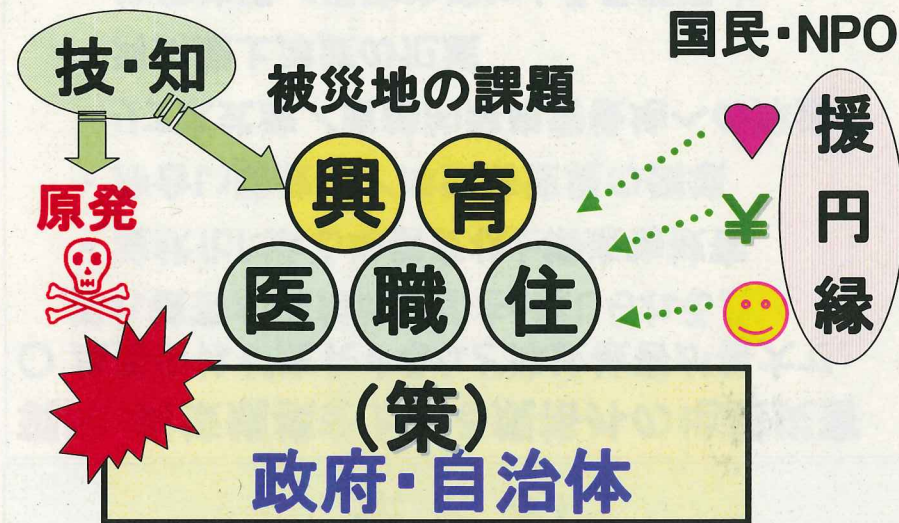 技・知
国民・NPO
被災地の課題
援
円
縁
興 育
原発
¥
医 職 住
(策)
政府・自治体